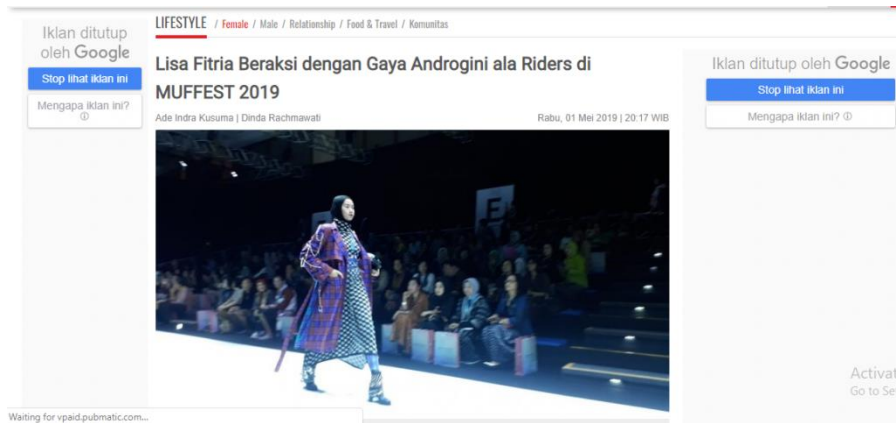 LIFESTYLE / Female / Male / Relationship / Food & Travel / Komunitas
Iklan ditutup
oleh Google
Stop lihat iklan ini
Mengapa iklan ini?
Lisa Fitria Beraksi dengan Gaya Androgini ala Riders di
MUFFEST 2019
Ade Indra Kusuma | Dinda Rachmawati
Rabu, 01 Mei 2019 | 20:17 WIB
E
Iklan ditutup oleh Google
Stop lihat iklan ini
Mengapa iklan ini?
Activat
Go to Se
Waiting for vpaid.pubmatic.com...